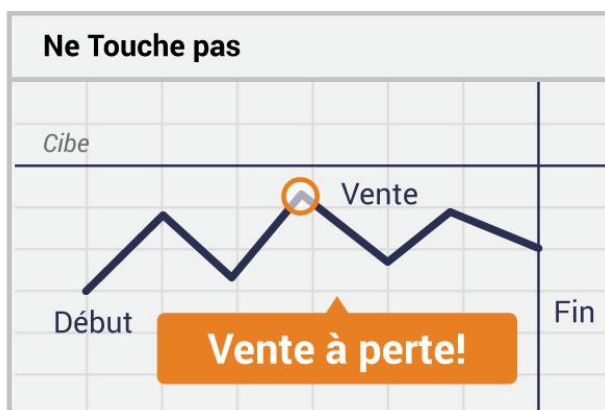 Ne Touche pas
Cibe
Vente
Début
Fin
Vente à perte!